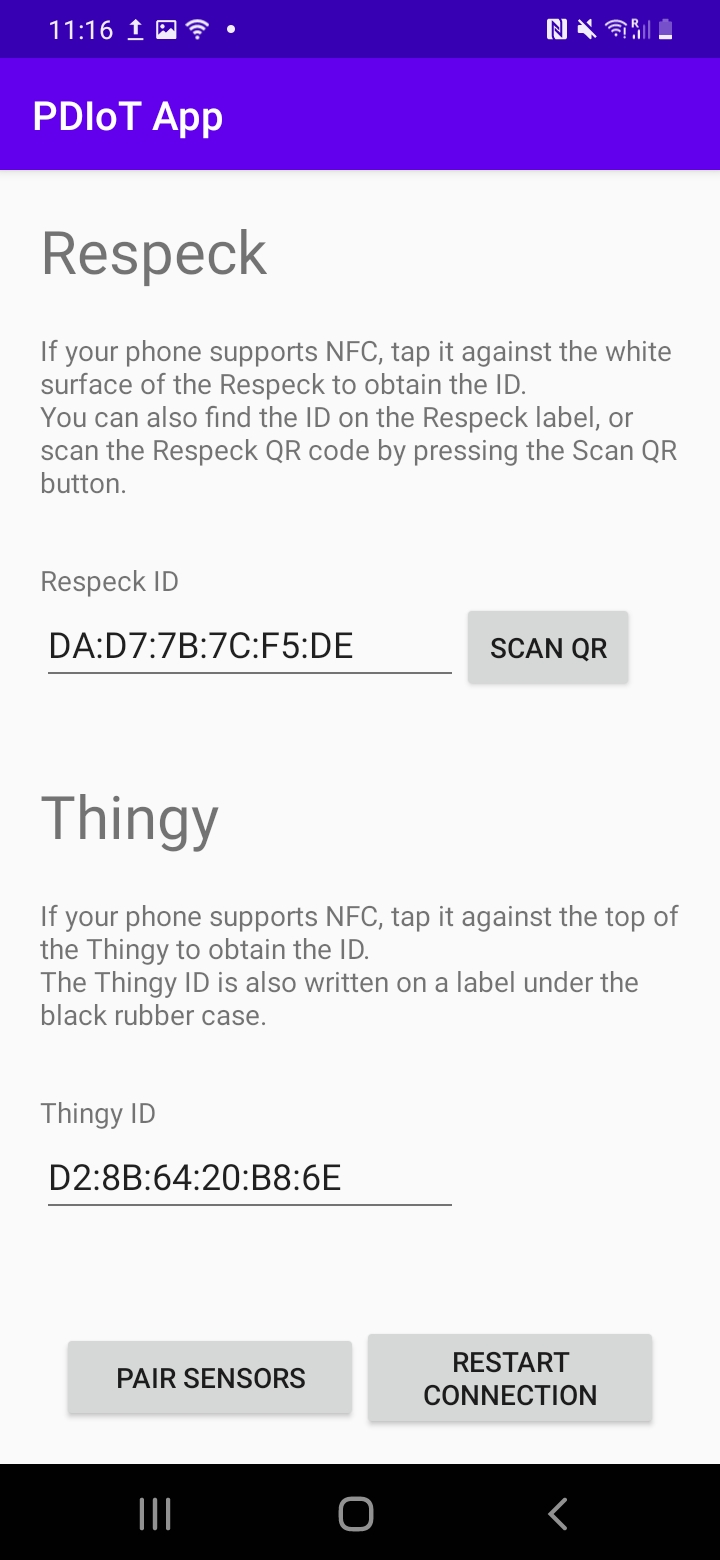 11:16
PDIoT App
Respeck
If your phone supports NFC, tap it against the white
surface of the Respeck to obtain the ID.
You can also find the ID on the Respeck label, or
scan the Respeck QR code by pressing the Scan QR
button.
Respeck ID
DA:D7:7B:7C:F5:DE
SCAN QR
Thingy
If your phone supports NFC, tap it against the top of
the Thingy to obtain the ID.
The Thingy ID is also written on a label under the
black rubber case.
Thingy ID
D2:8B:64:20:B8:6E
PAIR SENSORS
RESTART
CONNECTION